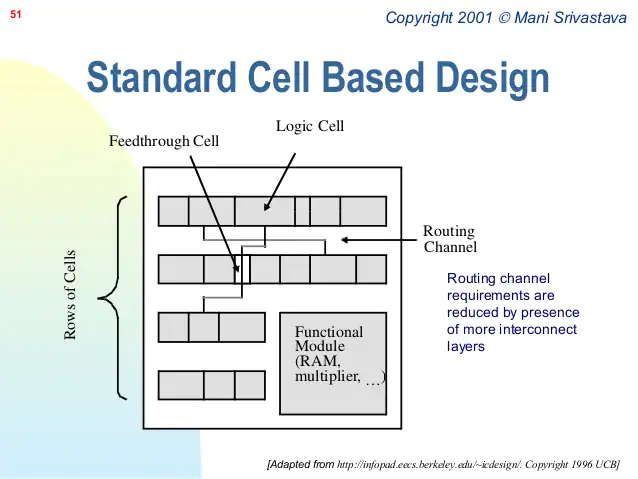 51
Copyright 2001 © Mani Srivastava
Standard Cell Based Design
Logic Cell
Feedthrough Cell
Routing
Channel
Rows of Cells
Routing channel
requirements are
reduced by presence
of more interconnect
layers
Functional
Module
(RAM,
multiplier, …)
[Adapted from http://infopad.eecs.berkeley.edu/~icdesign/. Copyright 1996 UCB]